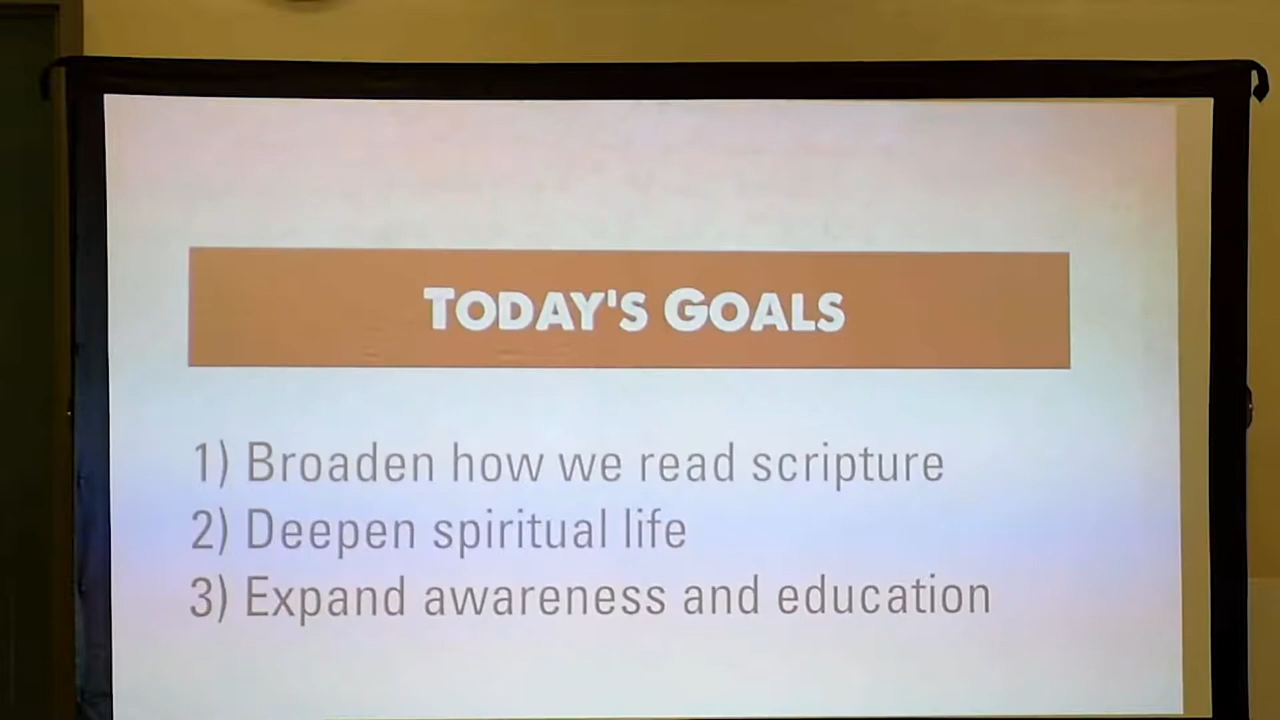 TODAY'S GOALS
1) Broaden how we read scripture
2) Deepen spiritual life
3) Expand awareness and education